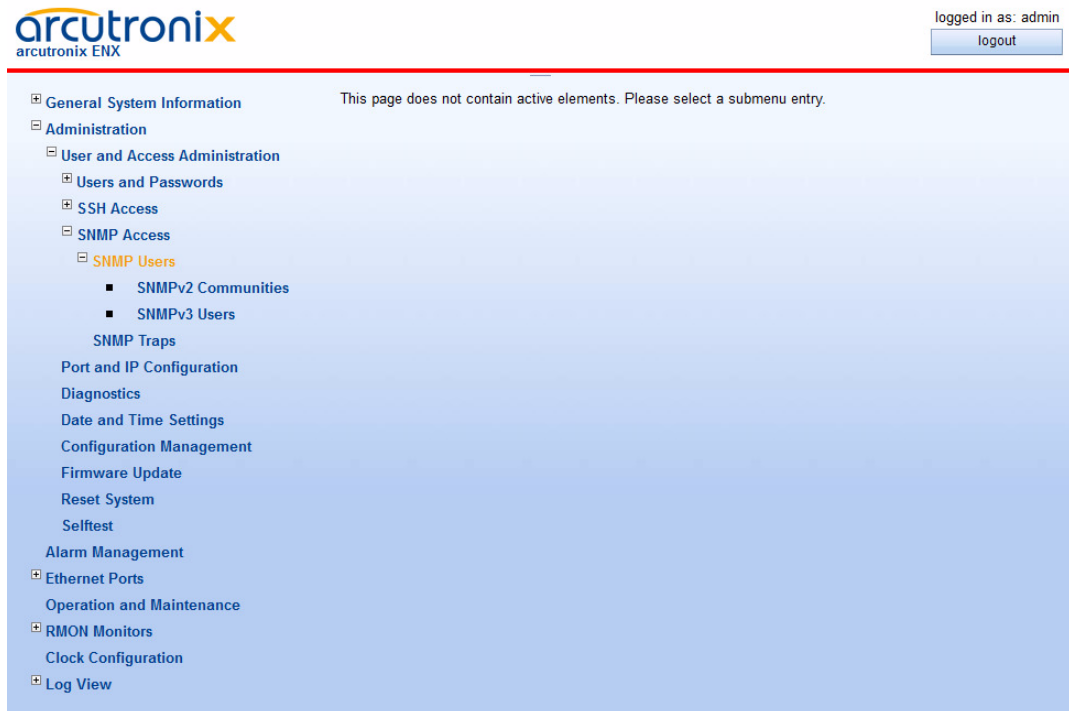 arcutronix
arcutronix ENX
logged in as: admin
logout
This page does not contain active elements. Please select a submenu entry.
General System Information
Administration
User and Access Administration
Users and Passwords
SSH Access
SNMP Access
SNMP Users
SNMPv2 Communities
SNMPv3 Users
SNMP Traps
Port and IP Configuration
Diagnostics
Date and Time Settings
Configuration Management
Firmware Update
Reset System
Selftest
Alarm Management
Ethernet Ports
Operation and Maintenance
RMON Monitors
Clock Configuration
Log View